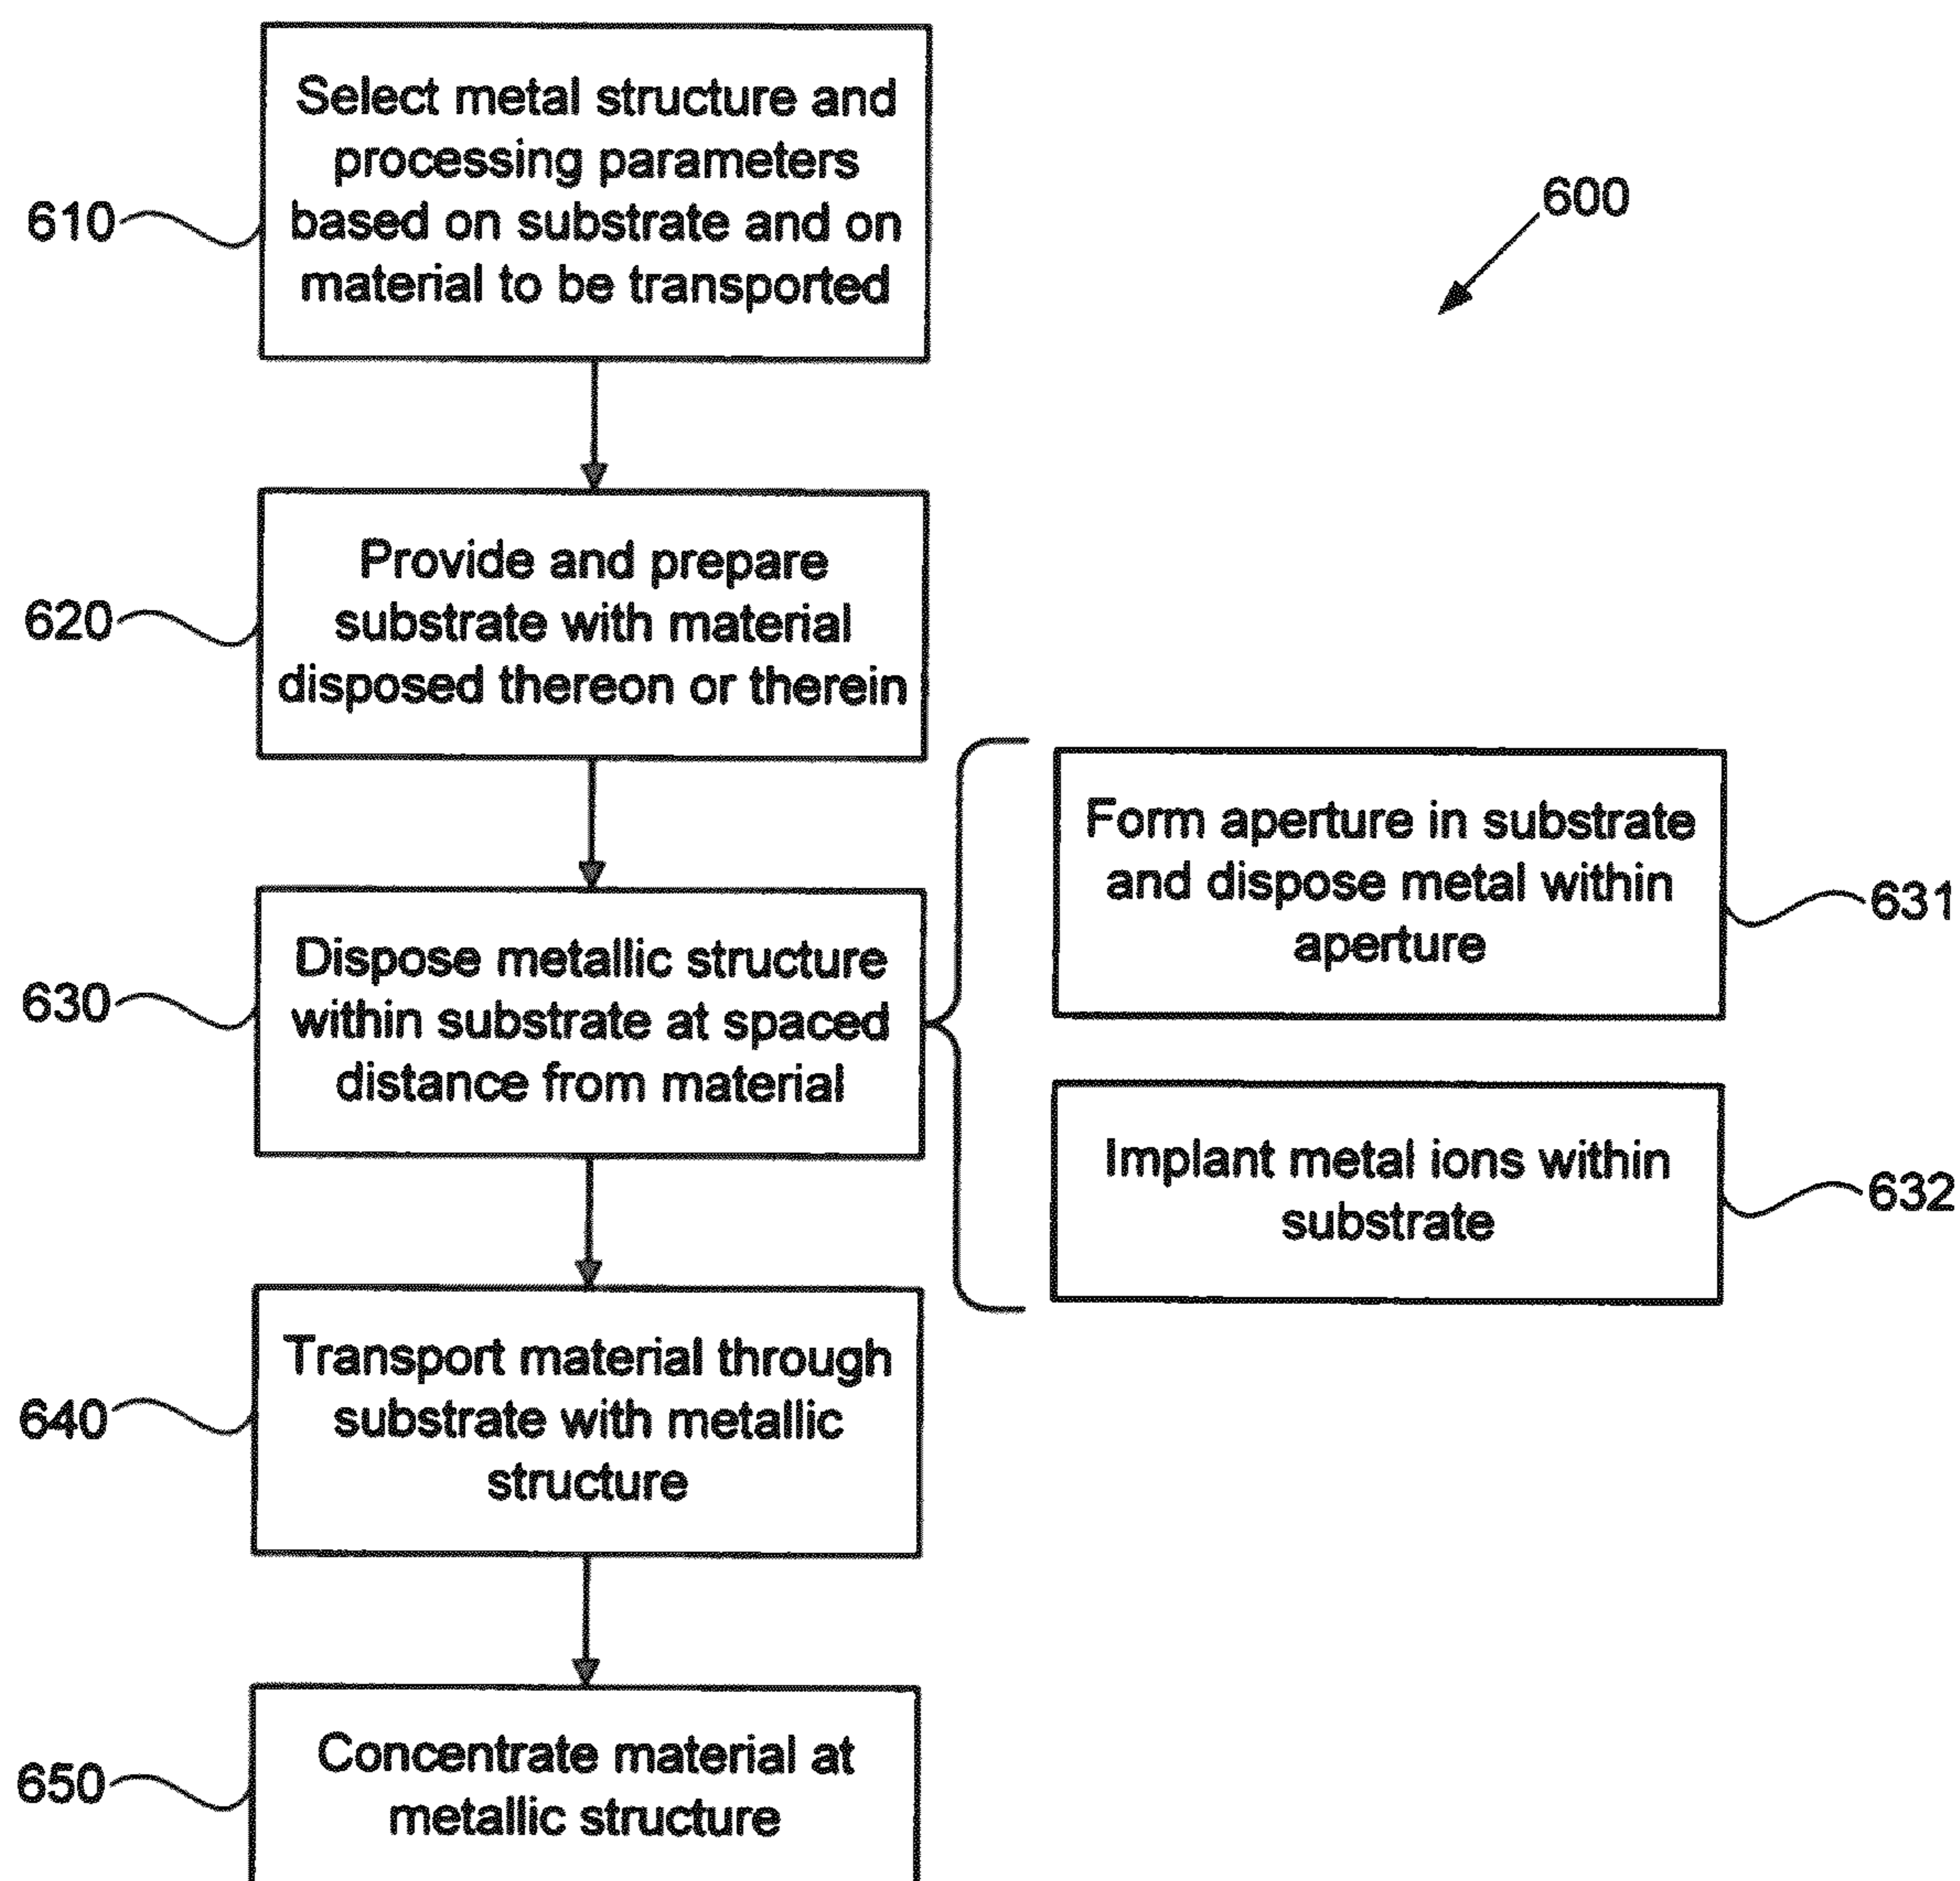 Select metal structure and
processing parameters
based on substrate and on
material to be transported
610
600
Provide and prepare
substrate with material
disposed thereon or therein
620
Dispose metallic structure
within substrate at spaced
distance from material
630
Form aperture in substrate
and dispose metal within
aperture
631
Implant metal ions within
substrate
632
Transport material through
substrate with metallic
structure
640
Concentrate material at
metallic structure
650